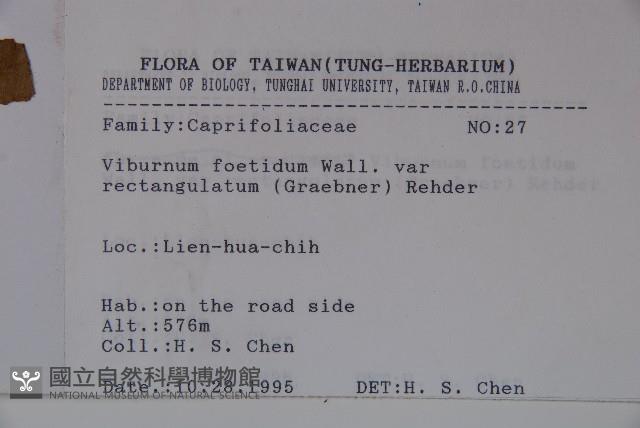 FLORA OF TAIWAN(TUNG-HERBARIUM)
DEPARTMENT OF BIOLOGY, TUNGHAI UNIVERSITY, TAIWAN R.O.CHINA
Family:Caprifoliaceae NO:27
Viburnum foetidum Wall. var
rectangulatum (Graebner) Rehder
Loc.:Lien-hua-chih
Hab.:on the road side
Alt.:576m
Coll.:H. S. Chen
Date.:10.28.1995 DET:H. S. Chen
國立自然科學博物館
NATIONAL MUSEUM OF NATURAL SCIENCE